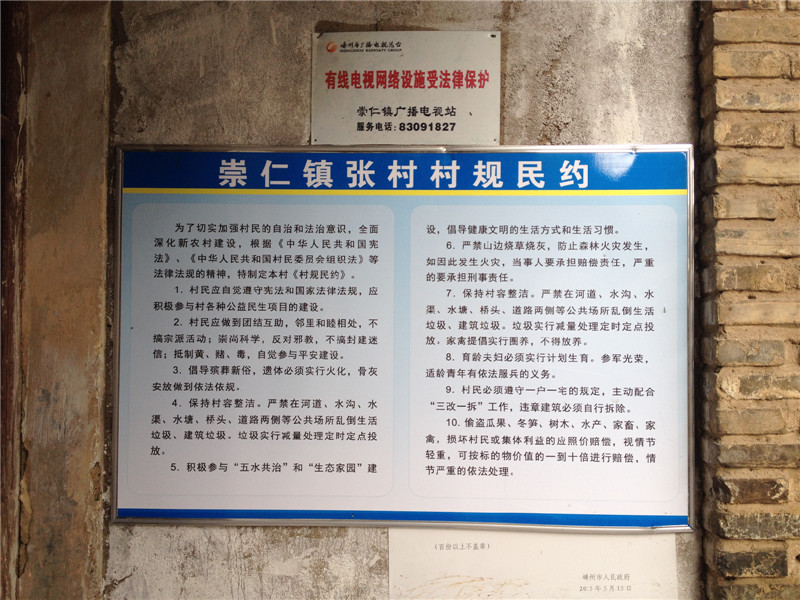 嵊州市广播电视总台
有线电视网络设施受法律保护
崇仁镇广播电视站
服务电话:83091827
崇仁镇张村村规民约
为了切实加强村民的自治和法治意识，全面
深化新农村建设，根据《中华人民共和国宪
法》、《中华人民共和国村民委员会组织法》等
法律法规的精神，特制定本村《村规民约》。
1. 村民应自觉遵守宪法和国家法律法规，应
积极参与村各种公益民生项目的建设。
2. 村民应做到团结互助，邻里和睦相处，不
搞宗派活动；崇尚科学，反对邪教，不搞封建迷
信；抵制黄、赌、毒，自觉参与平安建设。
3. 倡导殡葬新俗，遗体必须实行火化，骨灰
安放做到依法依规。
4. 保持村容整洁。严禁在河道、水沟、水
渠、水塘、桥头、道路两侧等公共场所乱倒生活
垃圾、建筑垃圾。垃圾实行减量处理定时定点投
放。
5. 积极参与“五水共治”和“生态家园”建
设，倡导健康文明的生活方式和生活习惯。
6. 严禁山边烧草烧灰，防止森林火灾发生，
如因此发生火灾，当事人要承担赔偿责任，严重
的要承担刑事责任。
7. 保持村容整洁。严禁在河道、水沟、水
渠、水塘、桥头、道路两侧等公共场所乱倒生活
垃圾、建筑垃圾。垃圾实行减量处理定时定点投
放。家禽提倡实行圈养，不得放养。
8. 育龄夫妇必须实行计划生育。参军光荣，
适龄青年有依法服兵的义务。
9. 村民必须遵守一户一宅的规定，主动配合
“三改一拆”工作，违章建筑必须自行拆除。
10. 偷盗瓜果、冬笋、树木、水产、家畜、家
禽，损坏村民或集体利益的应照价赔偿，视情节
轻重，可按标的物价值的一到十倍进行赔偿，情
节严重的依法处理。
（百份以上不盖章）
嵊州市人民政府